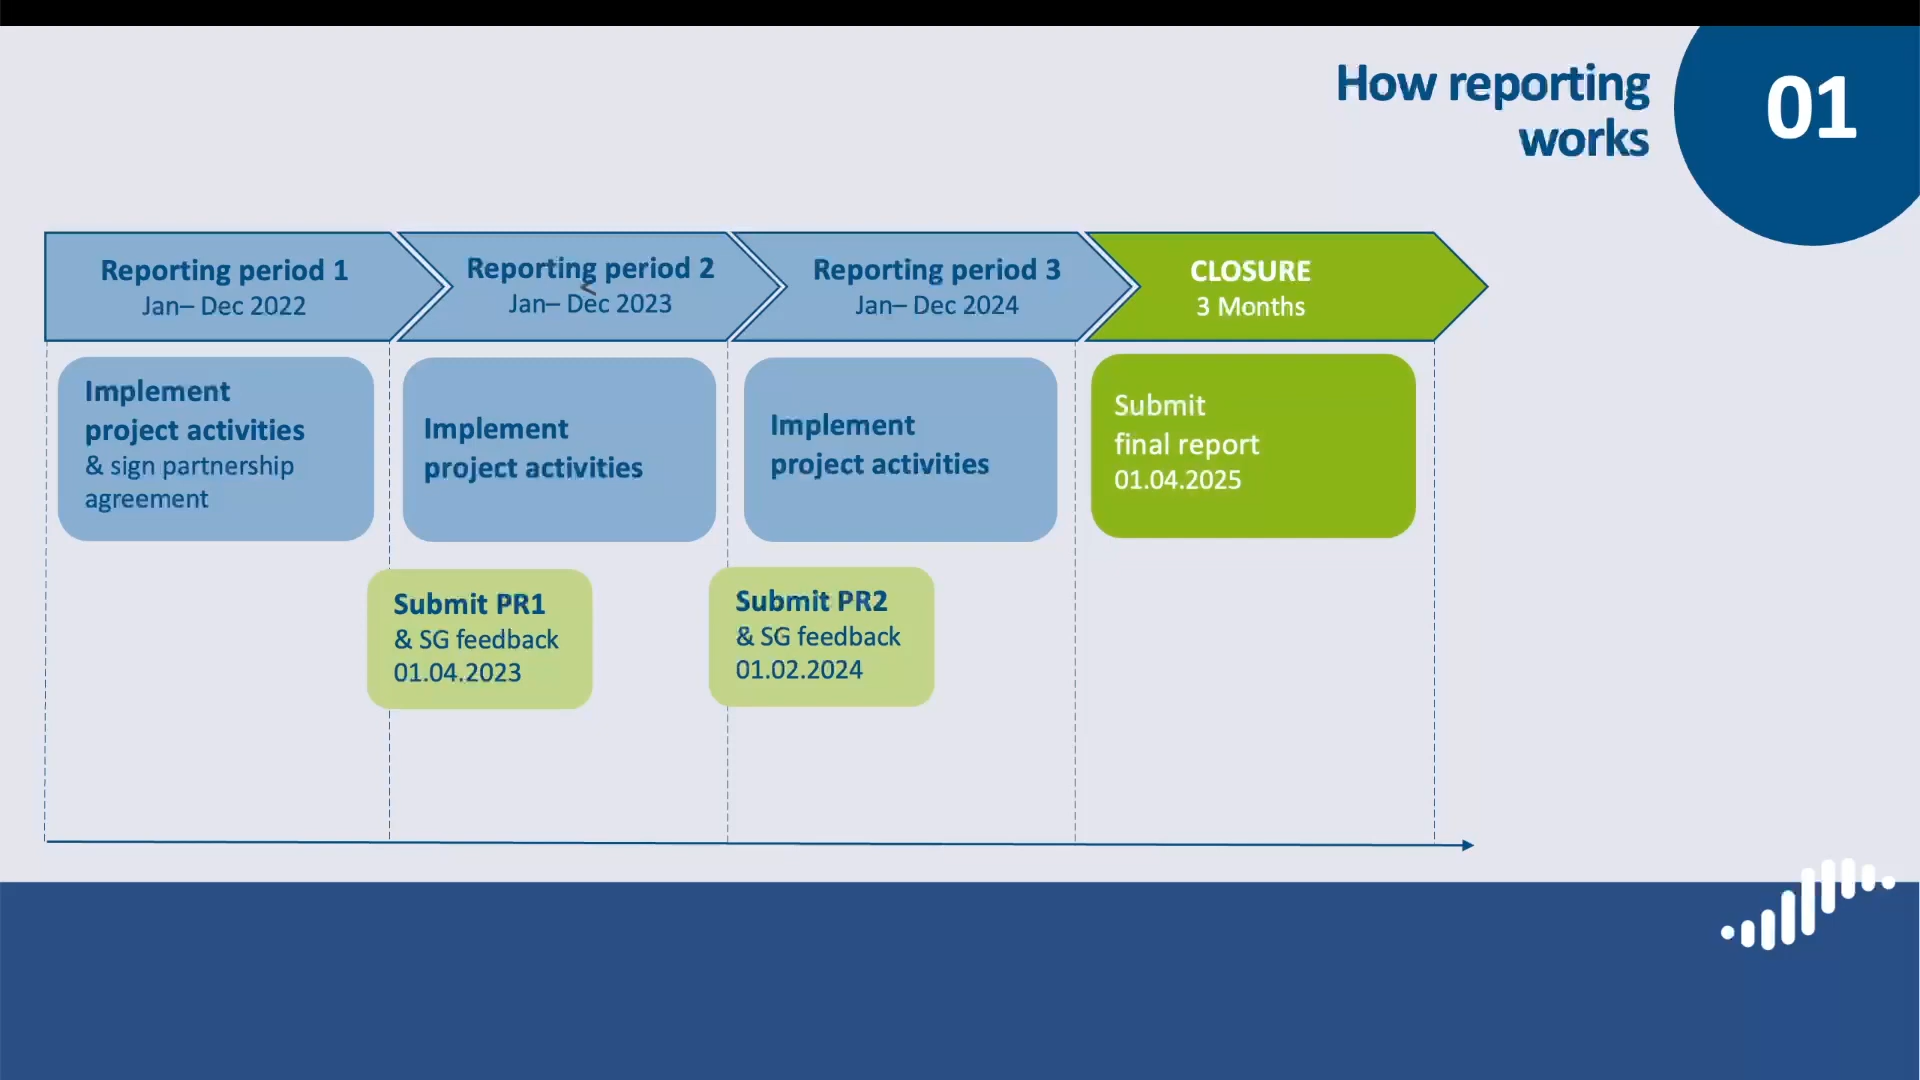 How reporting
works
01
Reporting period 1
Jan– Dec 2022
Reporting period 2
Jan– Dec 2023
Reporting period 3
Jan– Dec 2024
CLOSURE
3 Months
Implement
project activities
& sign partnership
agreement
Implement
project activities
Implement
project activities
Submit
final report
01.04.2025
Submit PR1
& SG feedback
01.04.2023
Submit PR2
& SG feedback
01.02.2024